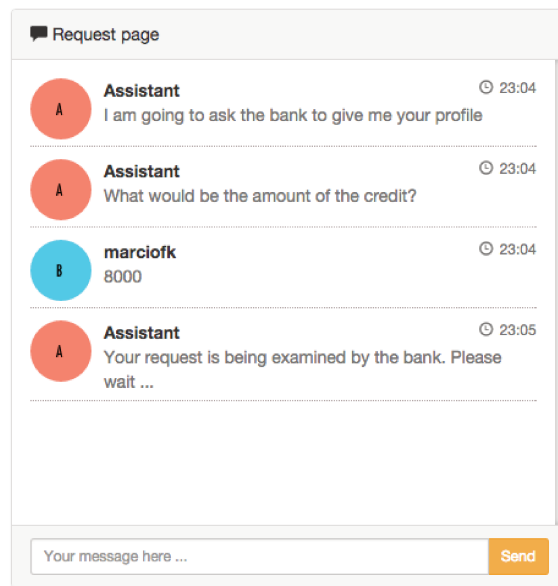 Request page
Assistant 23:04
A
I am going to ask the bank to give me your profile
Assistant 23:04
A
What would be the amount of the credit?
marciofk 23:04
B
8000
Assistant 23:05
A
Your request is being examined by the bank. Please
wait ...
Your message here ... Send